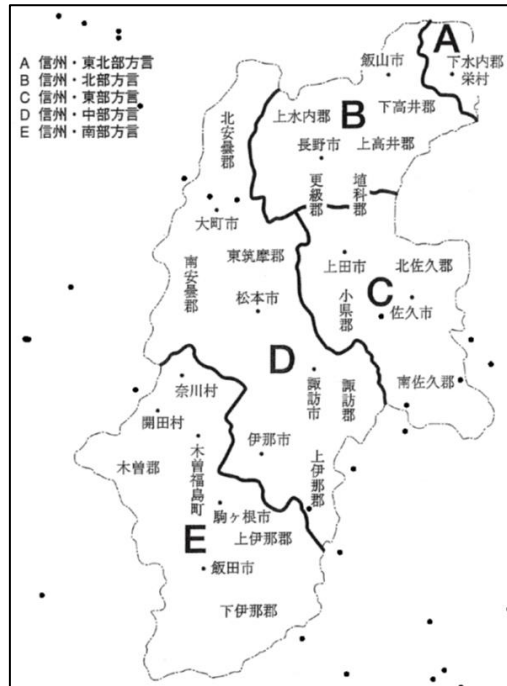 A 信州・東北部方言
B 信州・北部方言
C 信州・東部方言
D 信州・中部方言
E 信州・南部方言
A
飯山市
下水内郡
栄村
北安曇郡
上水内郡
B
下高井郡
長野市
上高井郡
更級郡
埴科郡
大町市
南安曇郡
東筑摩郡
上田市
北佐久郡
松本市
小県郡
C
佐久市
D
諏訪市
諏訪郡
南佐久郡
奈川村
開田村
木曽郡
木曽福島町
伊那市
上伊那郡
駒ヶ根市
E
上伊那郡
飯田市
下伊那郡